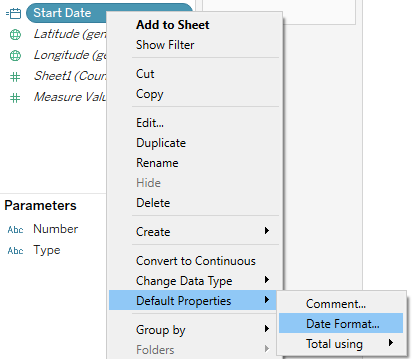 Start Date
Latitude (gen
Longitude (ge
Sheet1 (Coun
Measure Valu
Parameters
Abc Number
Abc Type
Add to Sheet
Show Filter
Cut
Copy
Edit...
Duplicate
Rename
Hide
Delete
Create
Convert to Continuous
Change Data Type
Default Properties
Group by
Folders
Comment...
Date Format...
Total using